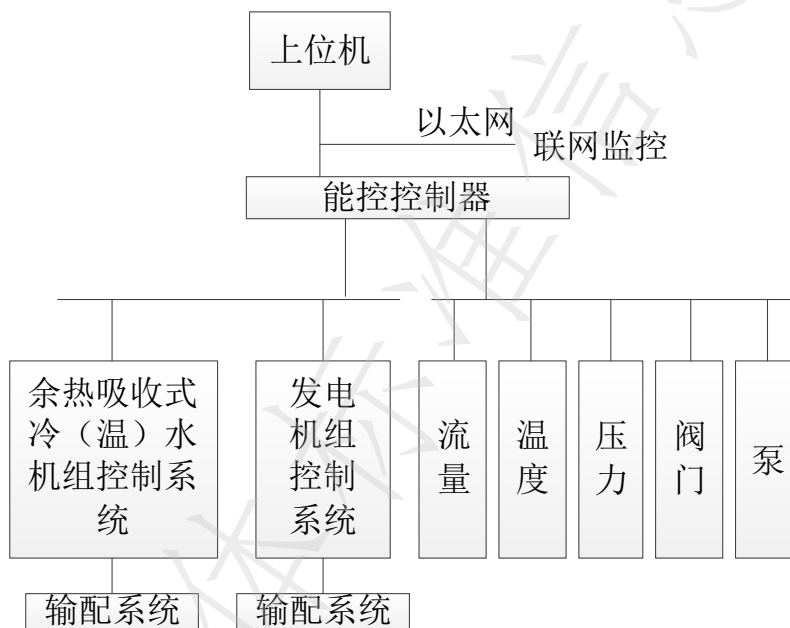 上位机
以太网
联网监控
能控控制器
余热吸收式
冷（温）水
机组控制系
统
发电
机组
控制
系统
流
量
温
度
压
力
阀
门
泵
输配系统
输配系统